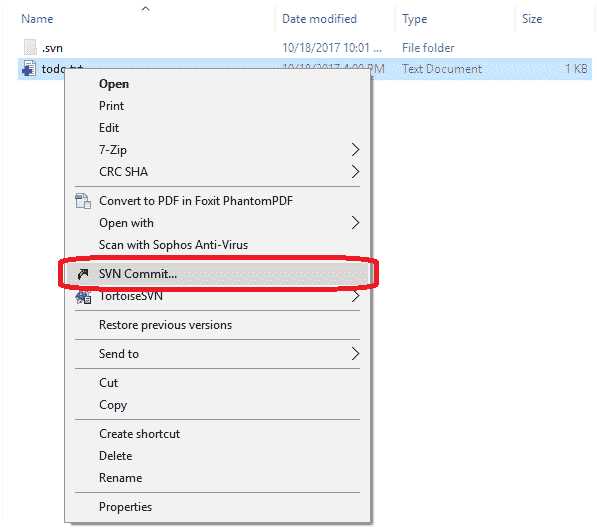 Name Date modified Type Size
.svn 10/18/2017 10:01 ... File folder
todo.txt 10/18/2017 4:00 PM Text Document 1 KB
Open
Print
Edit
7-Zip
CRC SHA
Convert to PDF in Foxit PhantomPDF
Open with
Scan with Sophos Anti-Virus
SVN Commit...
TortoiseSVN
Restore previous versions
Send to
Cut
Copy
Create shortcut
Delete
Rename
Properties